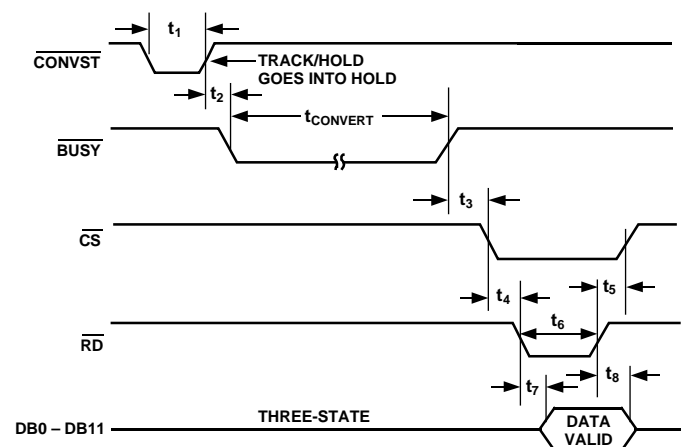 t1
CONVST
TRACK/HOLD
GOES INTO HOLD
t2
tCONVERT
BUSY
t3
CS
t4
t5
t6
RD
t7
t8
DB0 – DB11
THREE-STATE
DATA
VALID